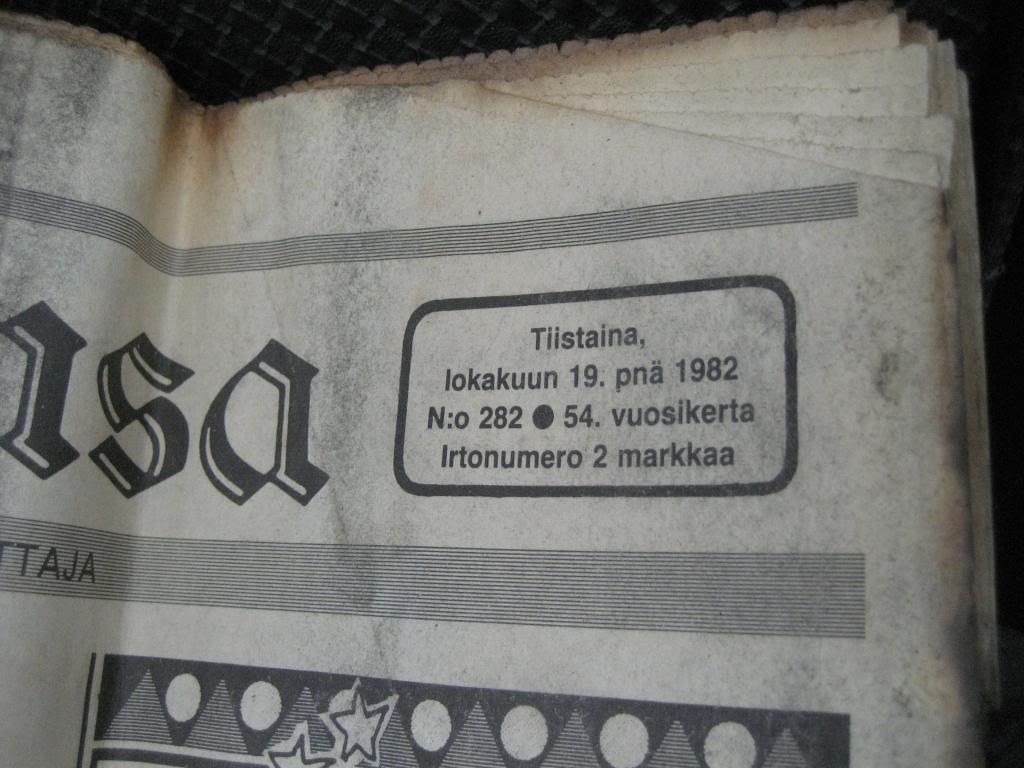 Tiistaina,
lokakuun 19. pnä 1982
N:o 282 ● 54. vuosikerta
Irtonumero 2 markkaa